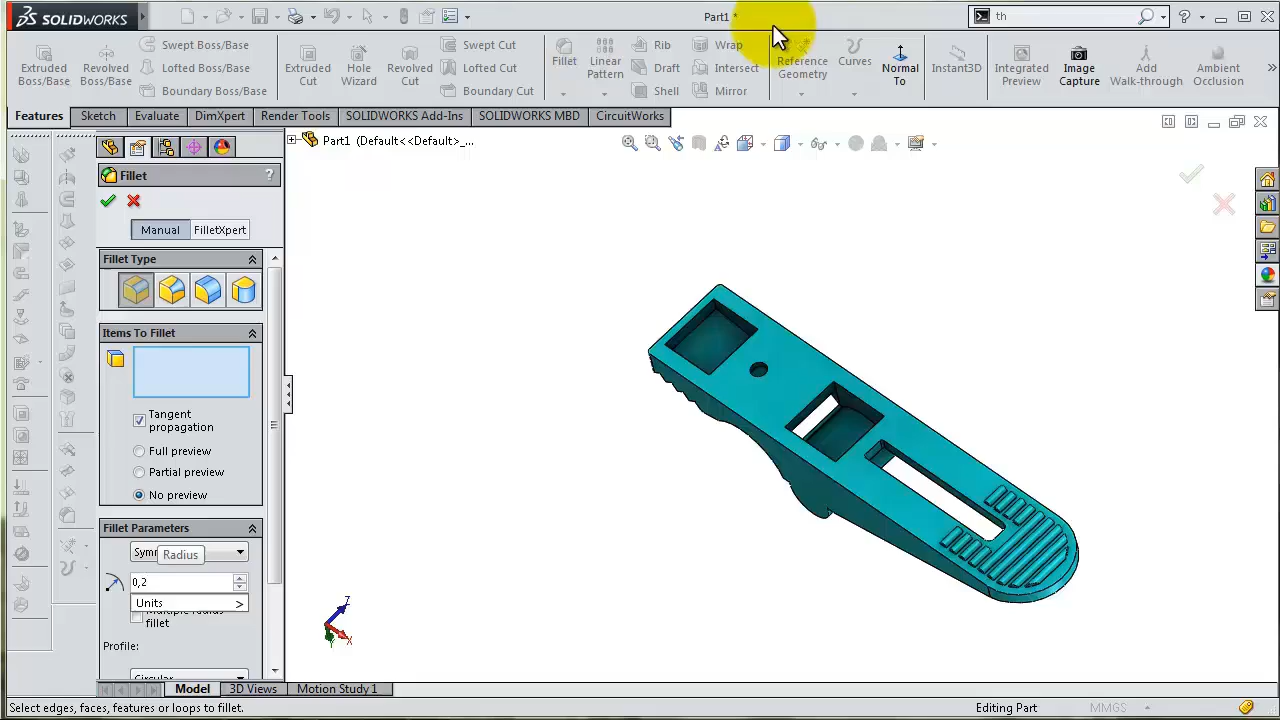 SOLIDWORKS
Part1 *
th
Extruded Boss/Base
Revolved Boss/Base
Swept Boss/Base
Lofted Boss/Base
Boundary Boss/Base
Extruded Cut
Hole Wizard
Revolved Cut
Swept Cut
Lofted Cut
Boundary Cut
Fillet
Linear Pattern
Rib
Draft
Shell
Wrap
Intersect
Mirror
Reference Geometry
Curves
Normal To
Instant3D
Integrated Preview
Image Capture
Add Walk-through
Ambient Occlusion
Features
Sketch
Evaluate
DimXpert
Render Tools
SOLIDWORKS Add-Ins
SOLIDWORKS MBD
CircuitWorks
Part1 (Default<<Default>_...
Fillet
?
Manual
FilletXpert
Fillet Type
Items To Fillet
Tangent
propagation
Full preview
Partial preview
No preview
Fillet Parameters
Radius
0,2
Units >
fillet
Profile:
Circular
Z
X
Y
Model
3D Views
Motion Study 1
Select edges, faces, features or loops to fillet.
Editing Part
MMGS